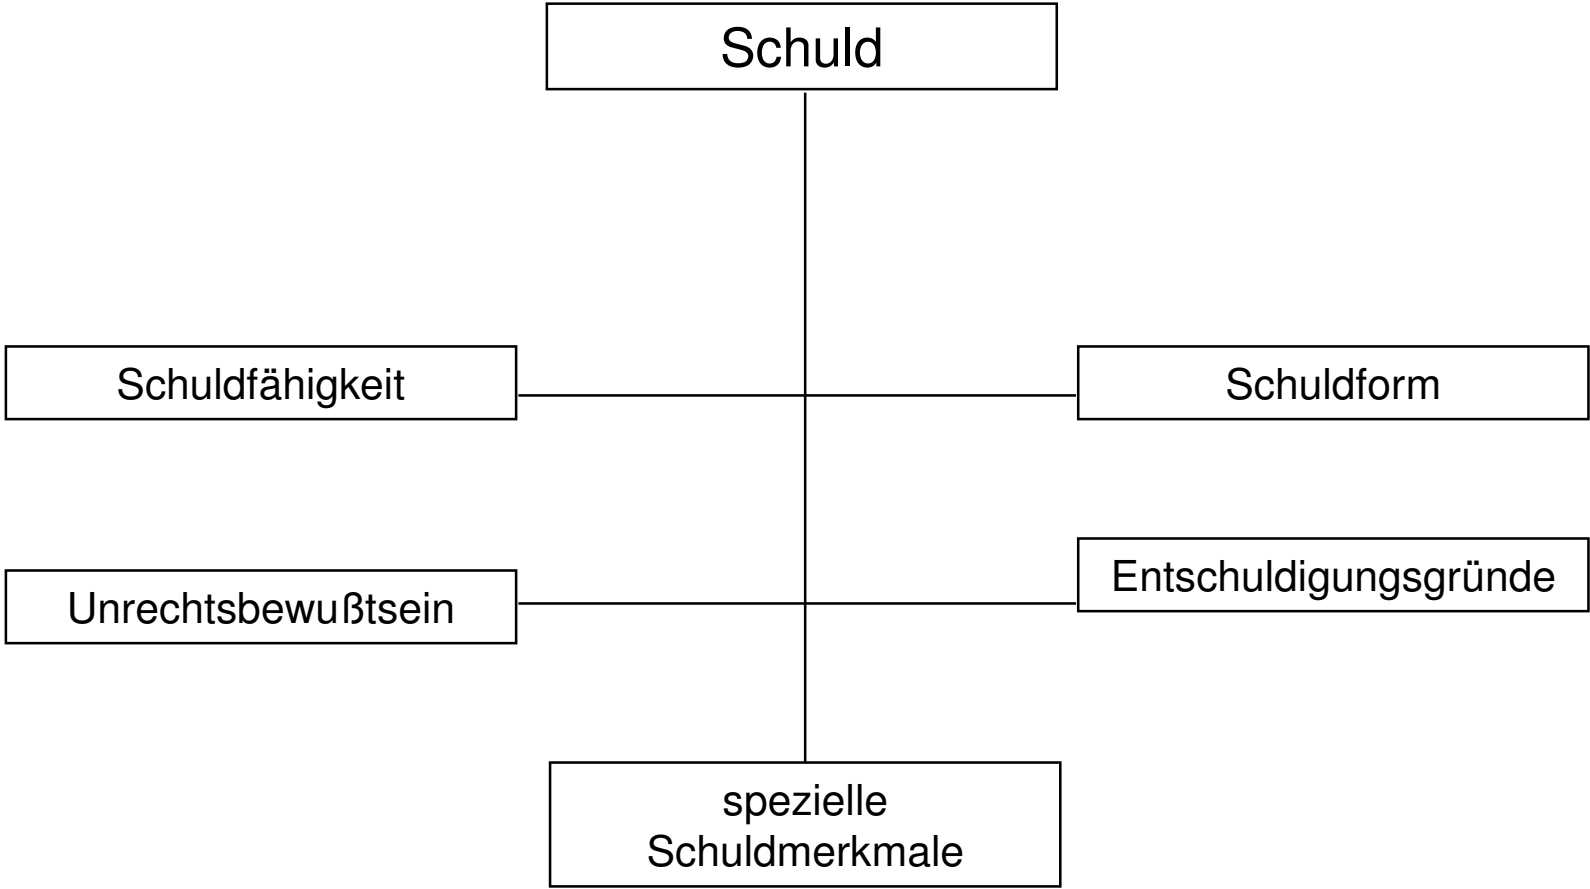 Schuld
Schuldfähigkeit
Schuldform
Unrechtsbewußtsein
Entschuldigungsgründe
spezielle
Schuldmerkmale